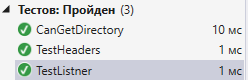 Тестов: Пройден (3)
CanGetDirectory 10 мс
TestHeaders 1 мс
TestListner 1 мс